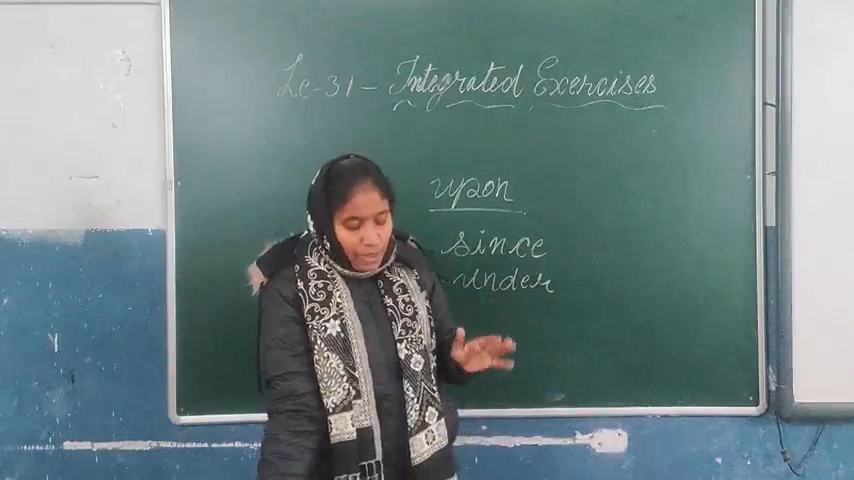 Lc-31- Integrated Exercises
upon
since
under